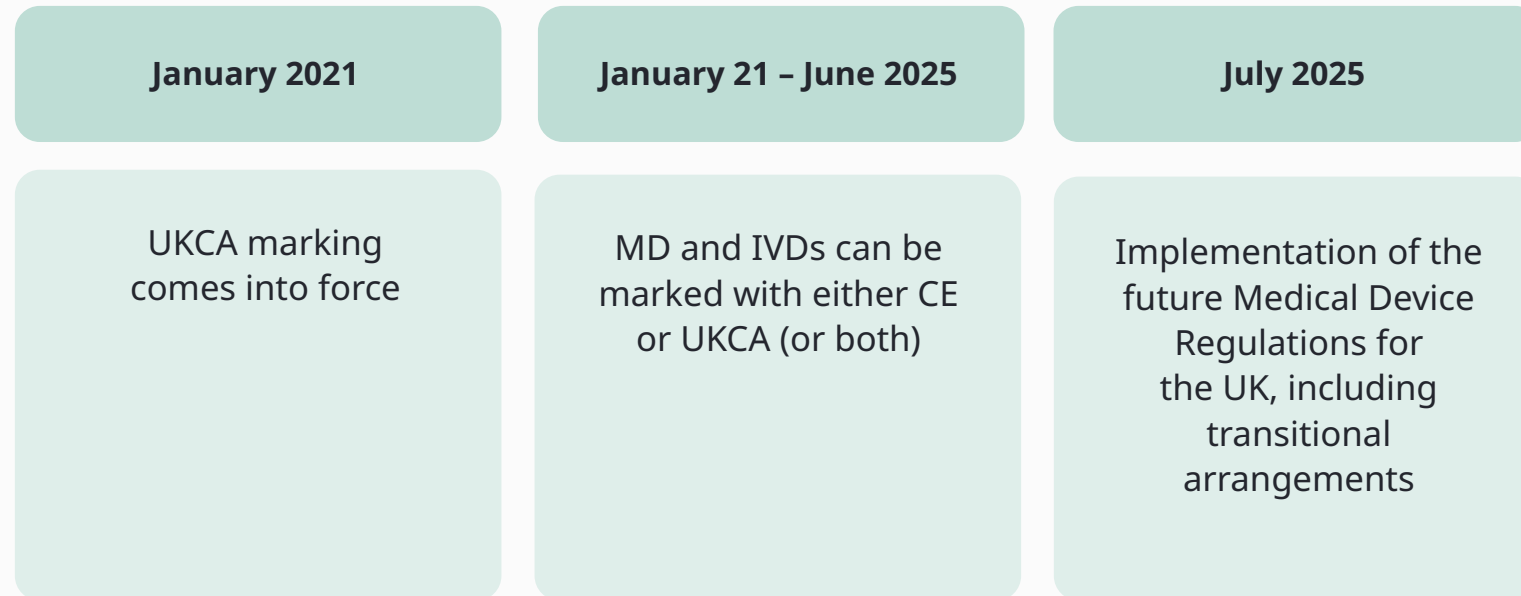 January 2021
January 21 – June 2025
July 2025
UKCA marking
comes into force
MD and IVDs can be
marked with either CE
or UKCA (or both)
Implementation of the
future Medical Device
Regulations for
the UK, including
transitional
arrangements